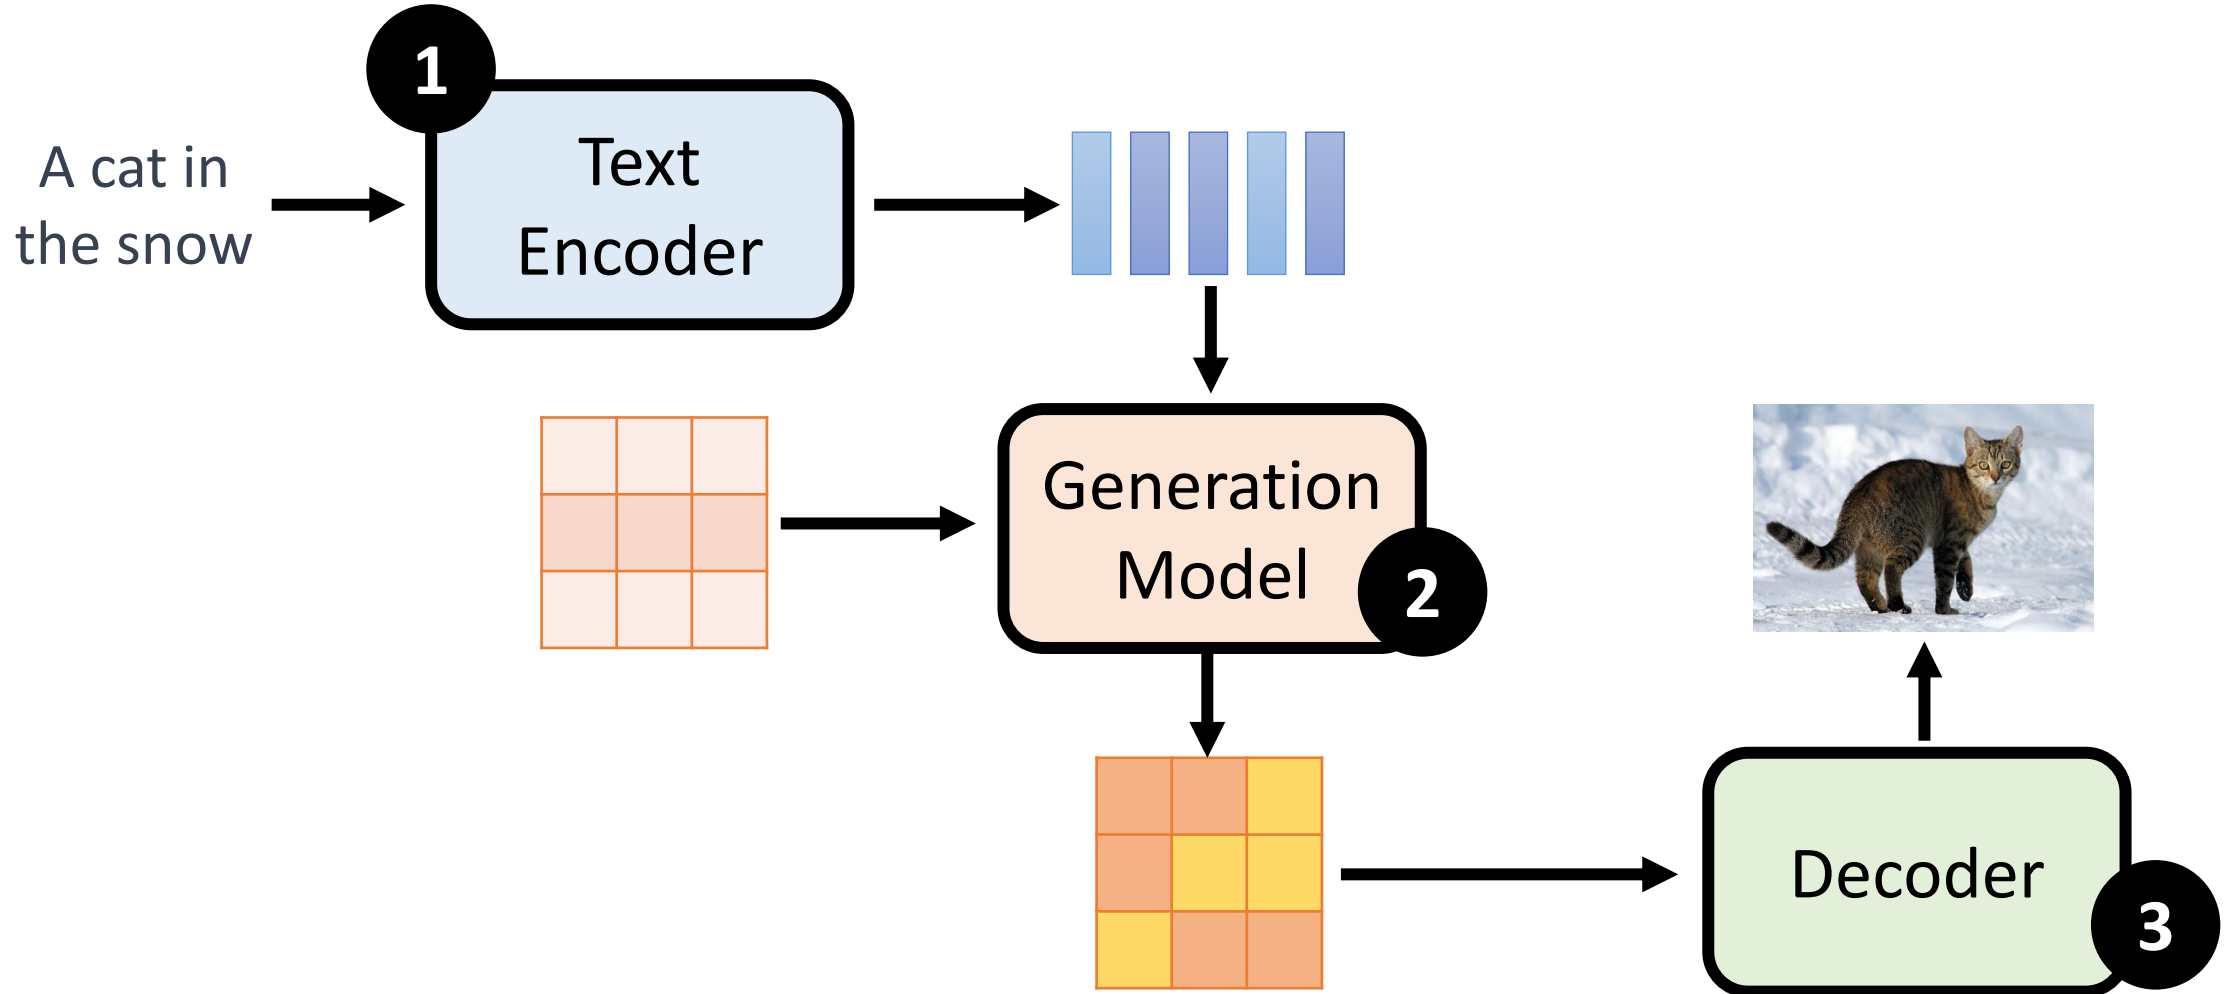 1
A cat in
the snow
Text
Encoder
Generation
Model
2
Decoder
3